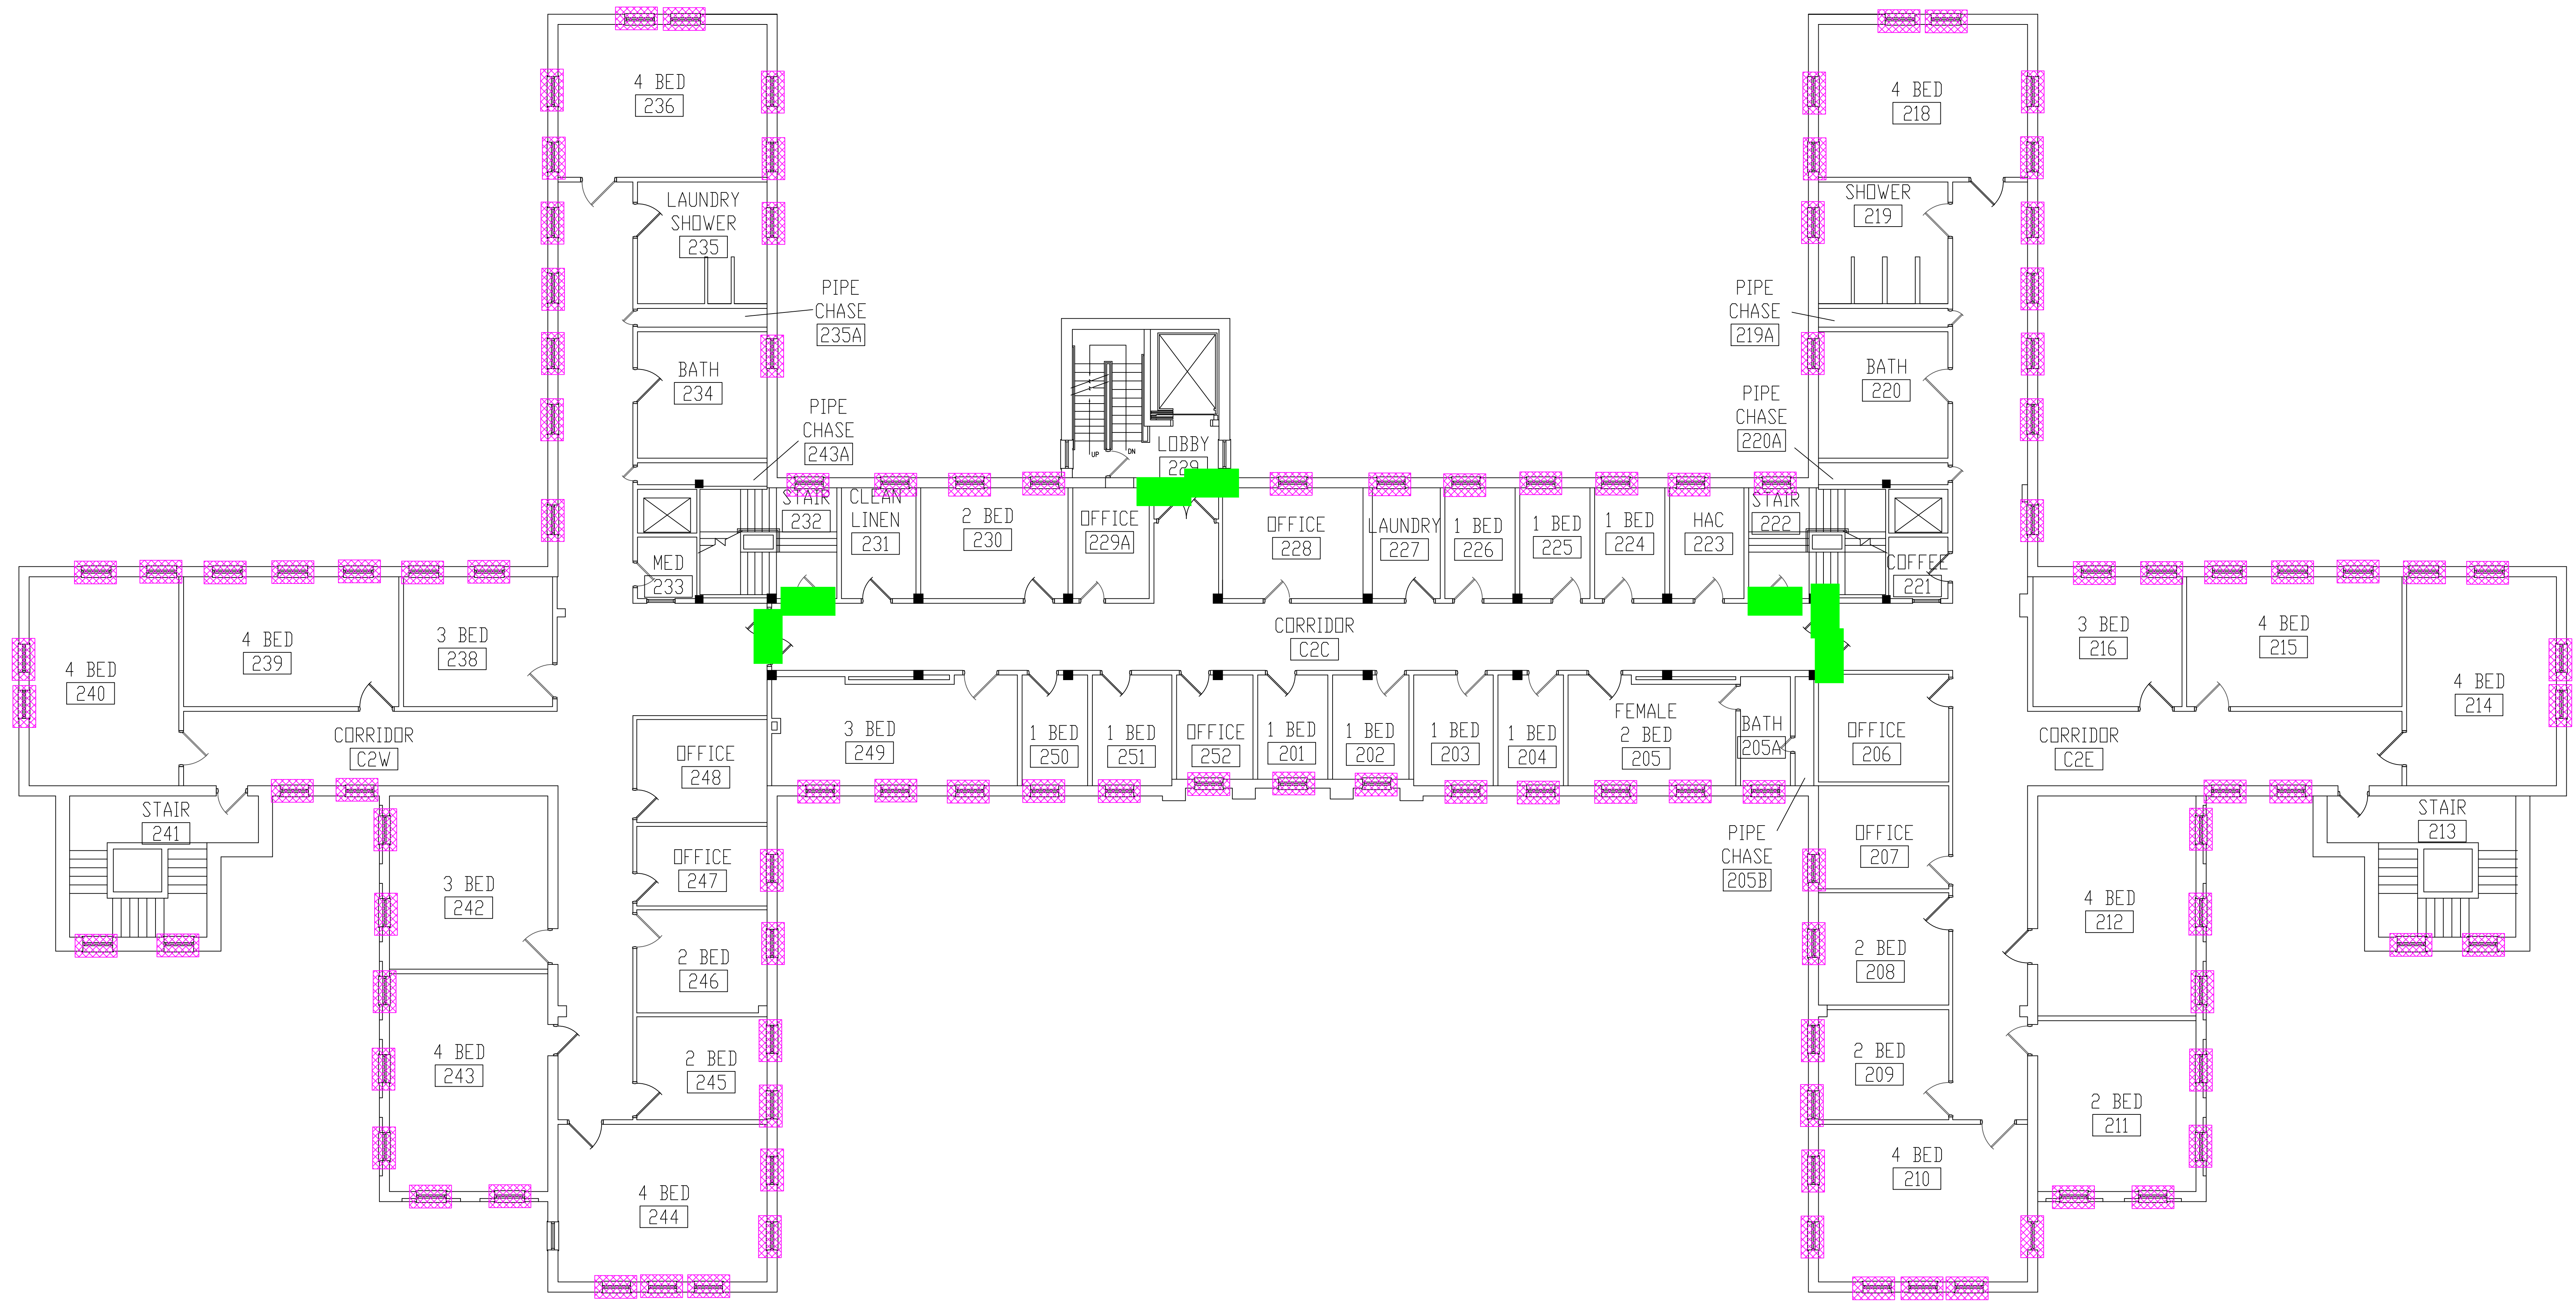 4 BED
236
4 BED
218
LAUNDRY
SHOWER
235
SHOWER
219
PIPE
CHASE
235A
PIPE
CHASE
219A
BATH
234
BATH
220
PIPE
CHASE
243A
PIPE
CHASE
220A
LOBBY
229
UP
DN
STAIR
232
CLEAN
LINEN
231
2 BED
230
OFFICE
229A
OFFICE
228
LAUNDRY
227
1 BED
226
1 BED
225
1 BED
224
HAC
223
STAIR
222
MED
233
COFFEE
221
4 BED
240
4 BED
239
3 BED
238
CORRIDOR
C2C
3 BED
216
4 BED
215
4 BED
214
CORRIDOR
C2W
OFFICE
248
3 BED
249
1 BED
250
1 BED
251
OFFICE
252
1 BED
201
1 BED
202
1 BED
203
1 BED
204
FEMALE
2 BED
205
BATH
205A
OFFICE
206
CORRIDOR
C2E
STAIR
241
STAIR
213
OFFICE
247
PIPE
CHASE
205B
OFFICE
207
3 BED
242
4 BED
212
2 BED
246
2 BED
208
4 BED
243
2 BED
245
2 BED
209
2 BED
211
4 BED
244
4 BED
210